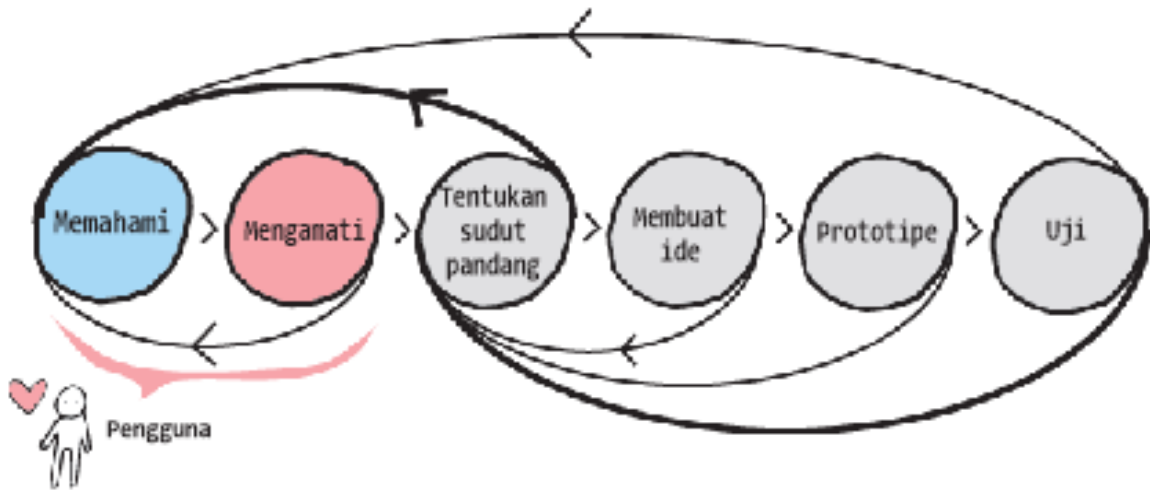 Memahami
Mengamati
Tentukan
sudut
pandang
Membuat
ide
Prototipe
Uji
Pengguna